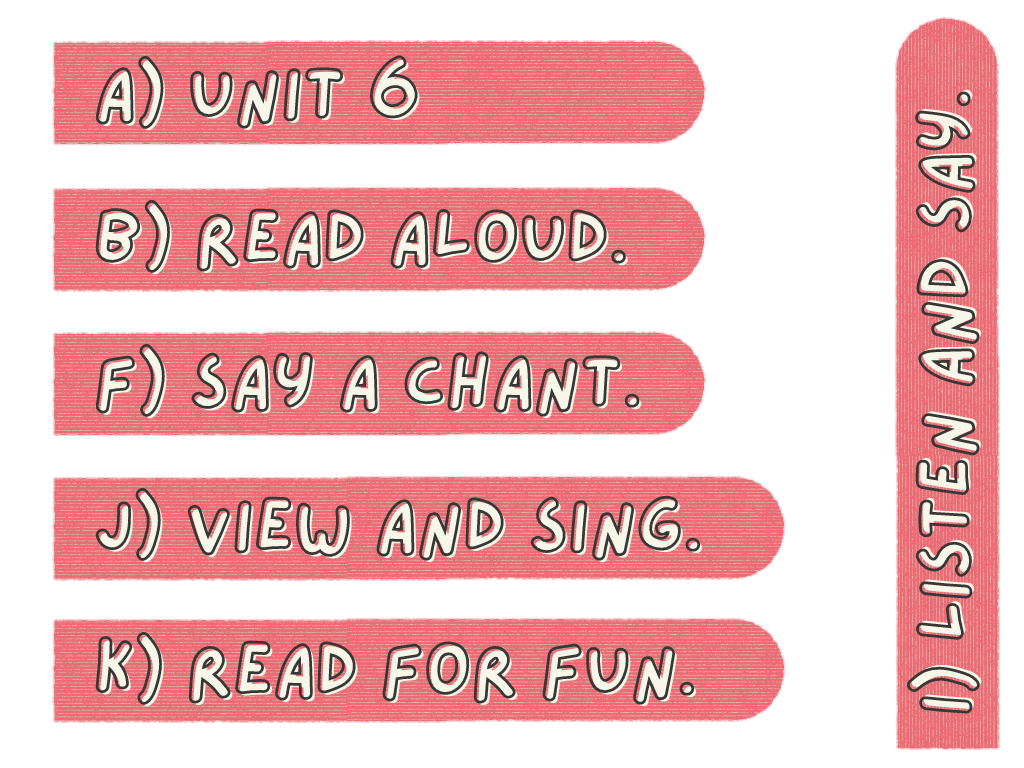 A) UNIT 6
B) READ ALOUD.
F) SAY A CHANT.
J) VIEW AND SING.
K) READ FOR FUN.
I) LISTEN AND SAY.